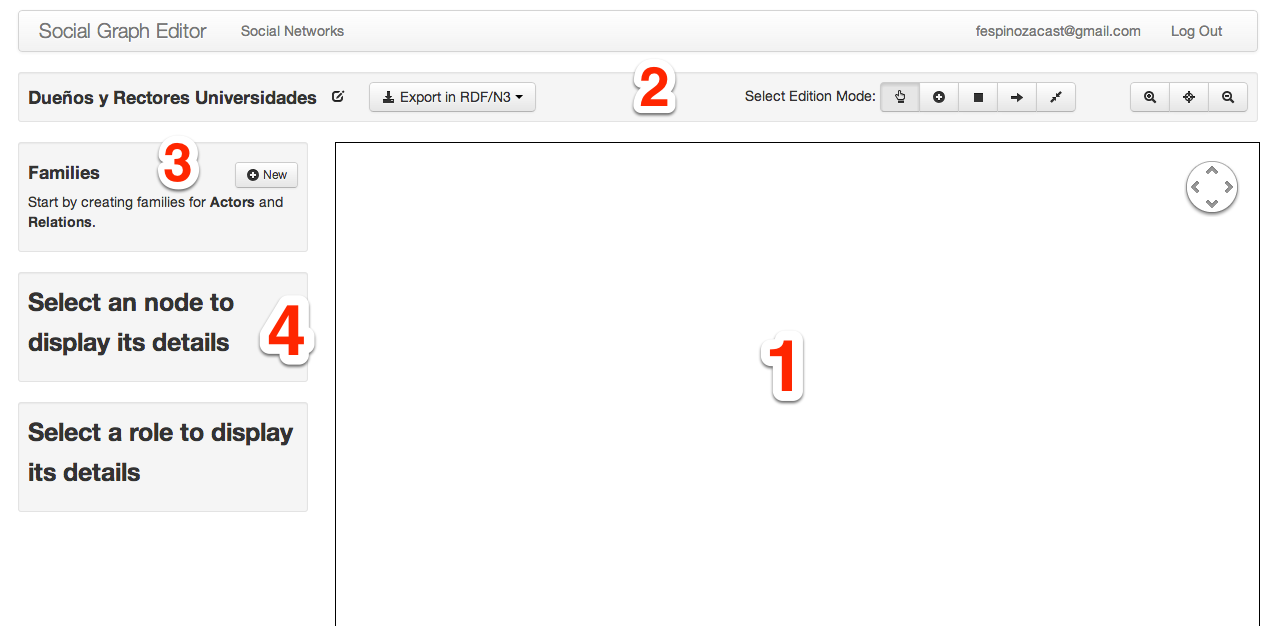 Social Graph Editor Social Networks fespinozacast@gmail.com Log Out
Dueños y Rectores Universidades Export in RDF/N3 2 Select Edition Mode:
Families 3 New
Start by creating families for Actors and
Relations.
Select an node to
display its details
4
1
Select a role to display
its details